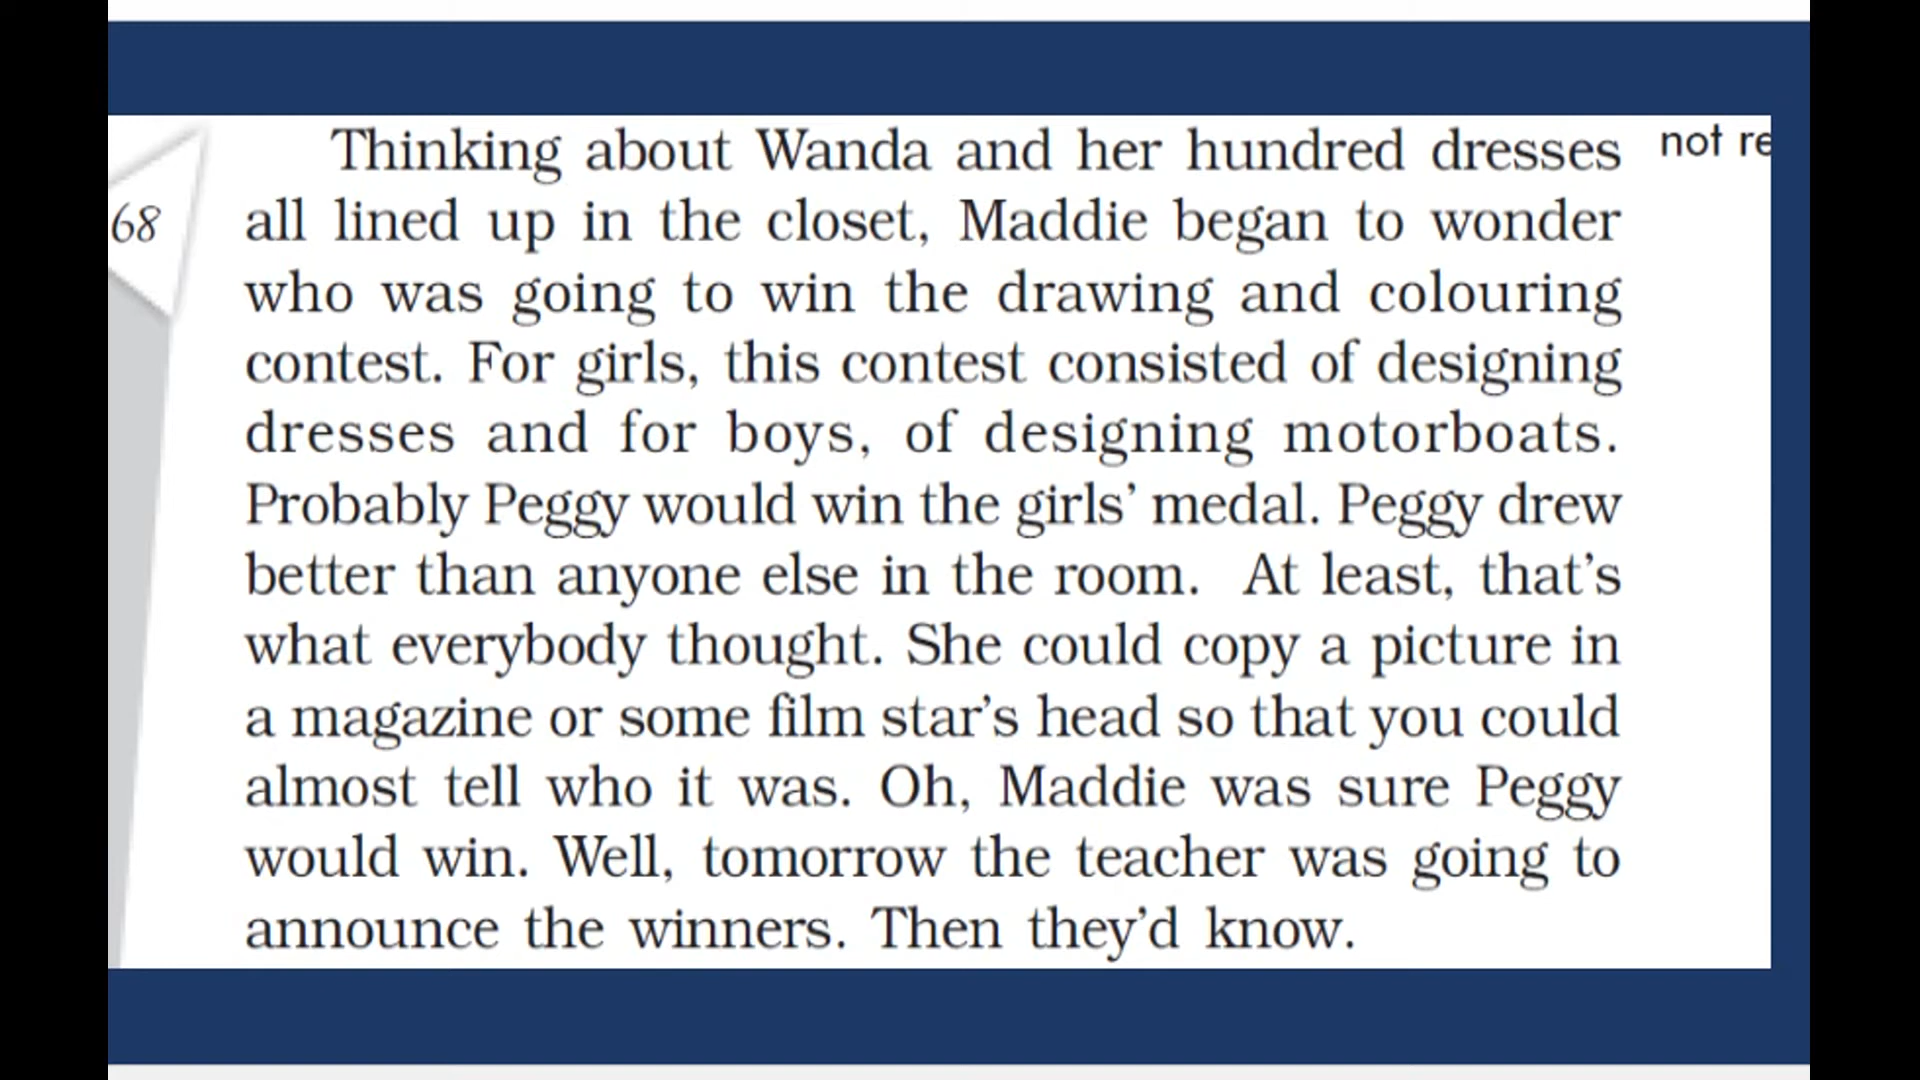 Thinking about Wanda and her hundred dresses
all lined up in the closet, Maddie began to wonder
who was going to win the drawing and colouring
contest. For girls, this contest consisted of designing
dresses and for boys, of designing motorboats.
Probably Peggy would win the girls’ medal. Peggy drew
better than anyone else in the room. At least, that’s
what everybody thought. She could copy a picture in
a magazine or some film star’s head so that you could
almost tell who it was. Oh, Maddie was sure Peggy
would win. Well, tomorrow the teacher was going to
announce the winners. Then they’d know.
68
not